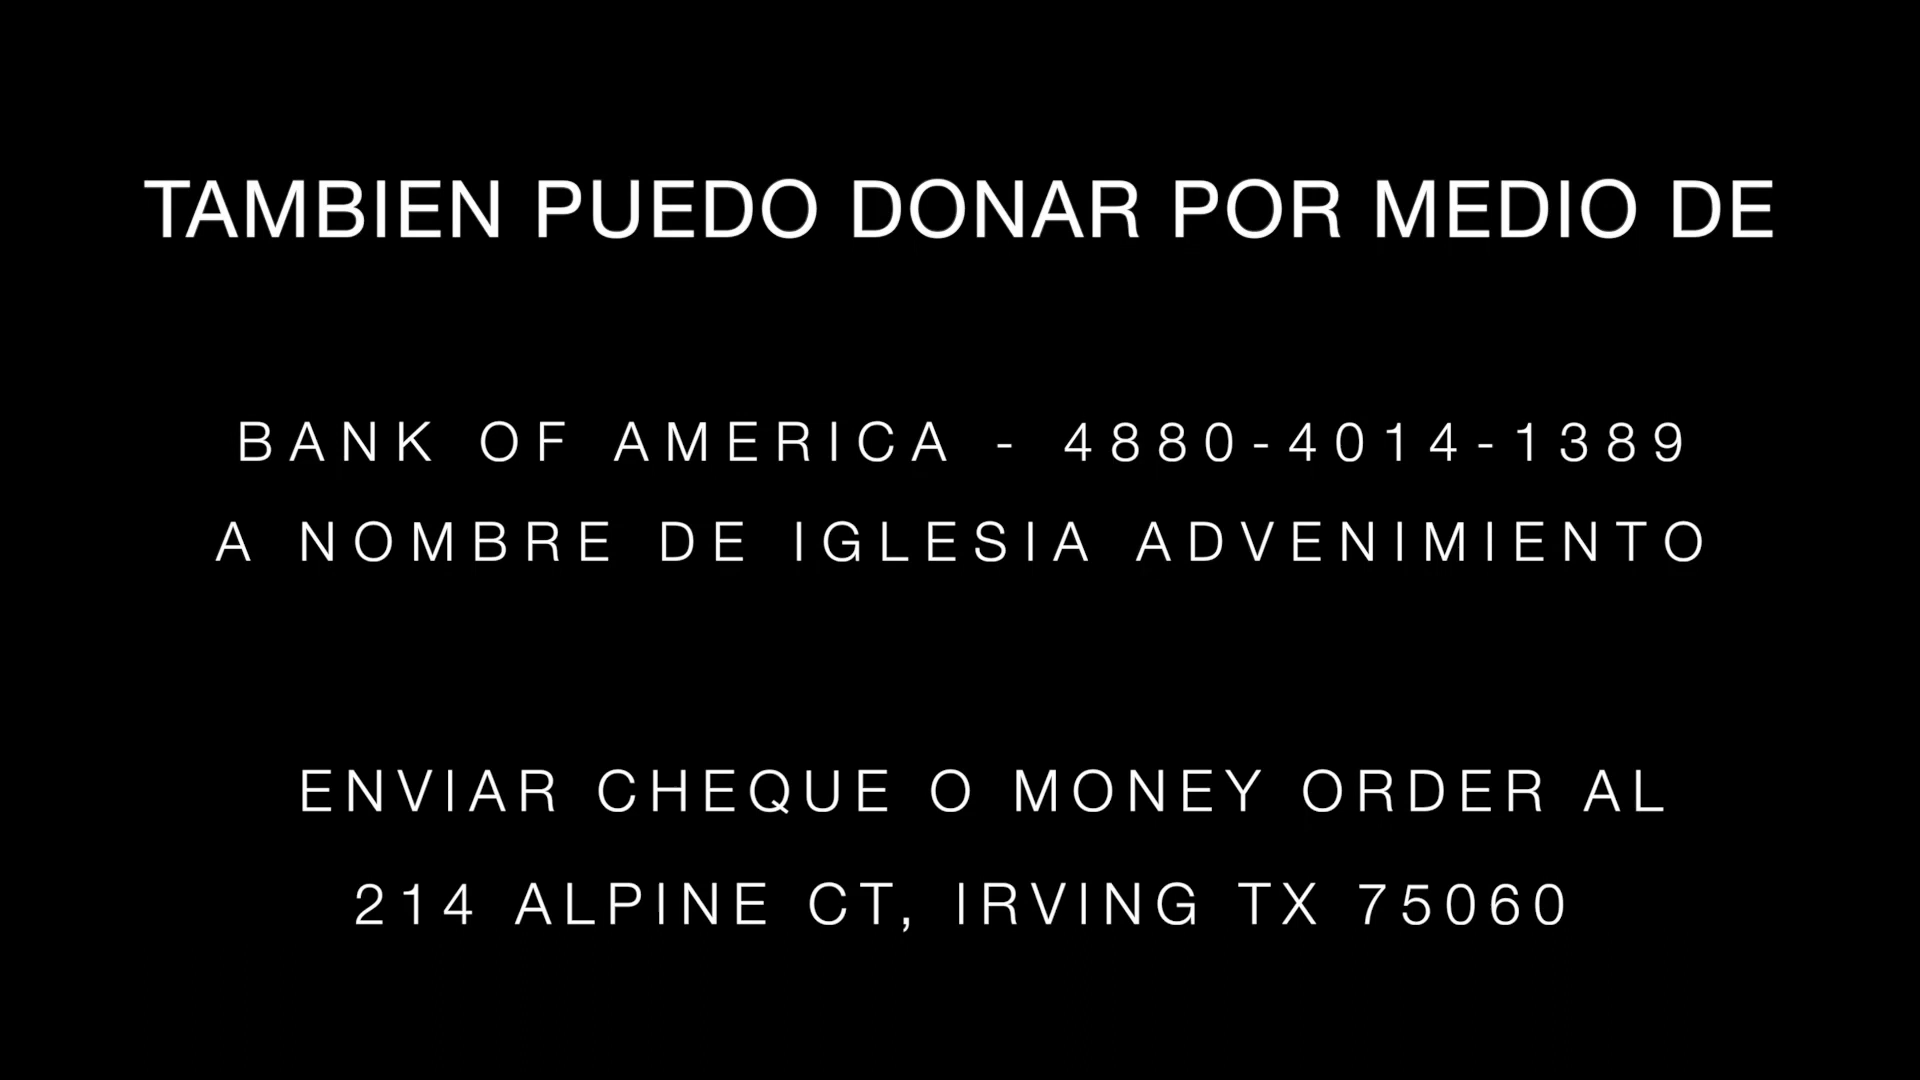 TAMBIEN PUEDO DONAR POR MEDIO DE
BANK OF AMERICA - 4880-4014-1389
A NOMBRE DE IGLESIA ADVENIMIENTO
ENVIAR CHEQUE O MONEY ORDER AL
214 ALPINE CT, IRVING TX 75060